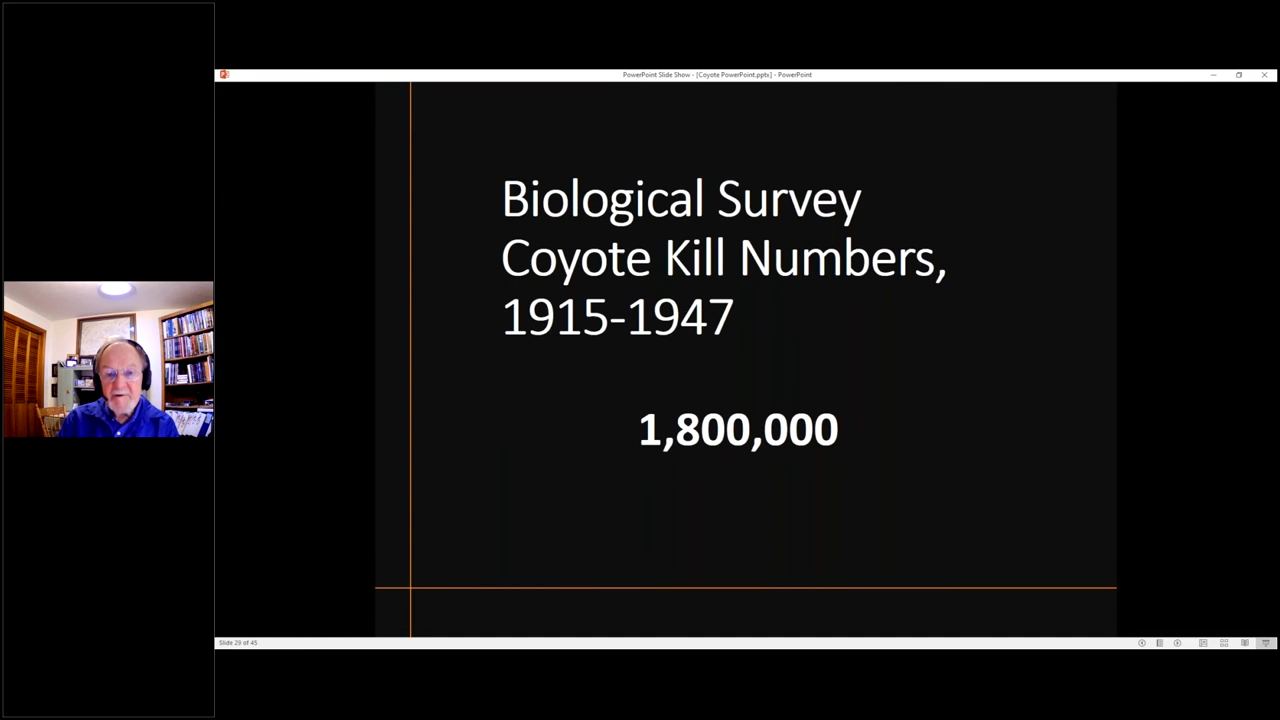 PowerPoint Slide Show - [Coyote PowerPoint.pptx] - PowerPoint
Biological Survey
Coyote Kill Numbers,
1915-1947
1,800,000
Slide 29 of 45